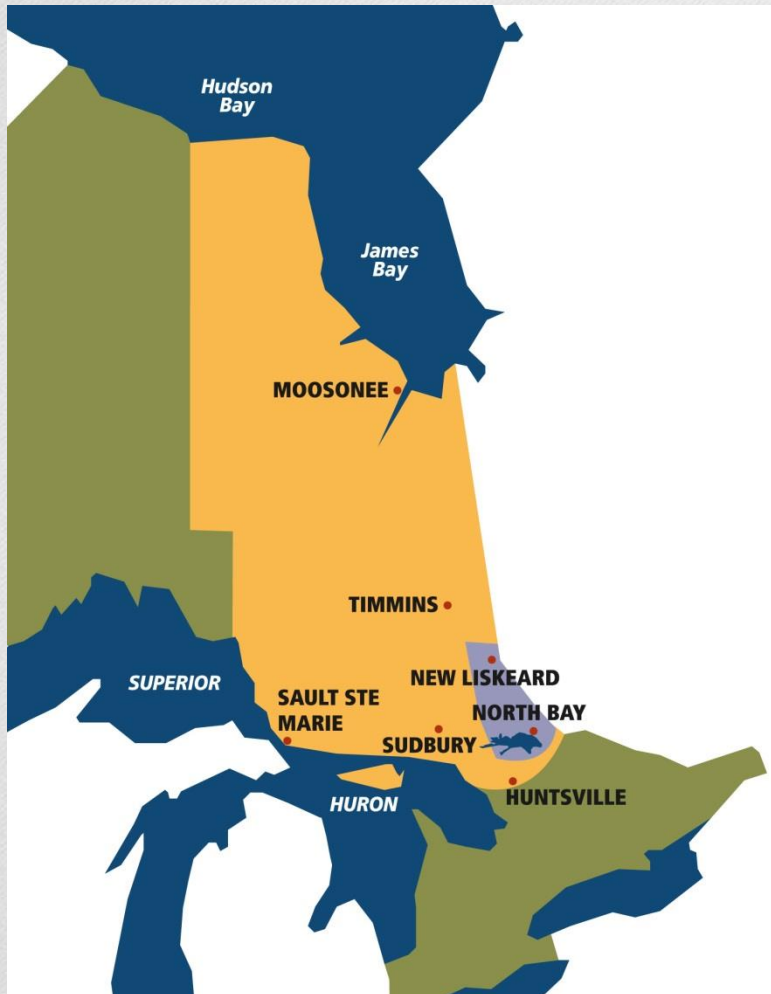 Hudson
Bay
James
Bay
MOOSONEE
TIMMINS
NEW LISKEARD
SUPERIOR
SAULT STE
MARIE
NORTH BAY
SUDBURY
HURON
HUNTSVILLE